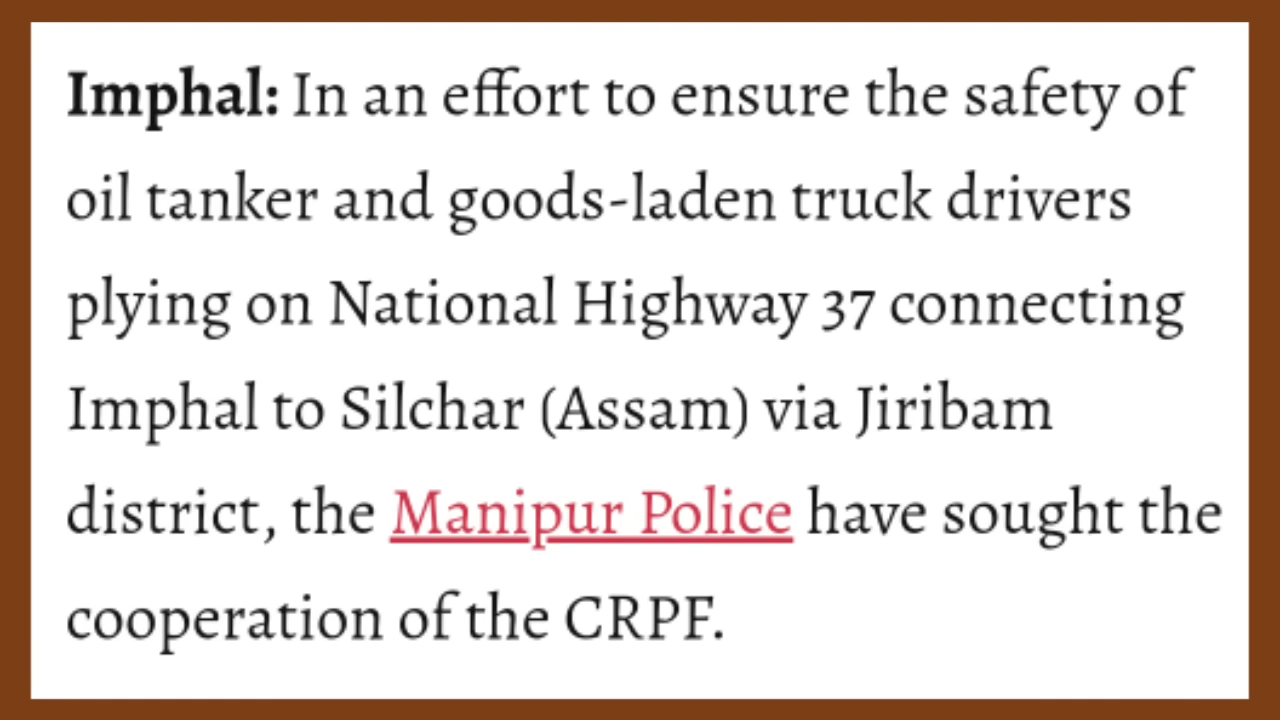 Imphal: In an effort to ensure the safety of
oil tanker and goods-laden truck drivers
plying on National Highway 37 connecting
Imphal to Silchar (Assam) via Jiribam
district, the Manipur Police have sought the
cooperation of the CRPF.